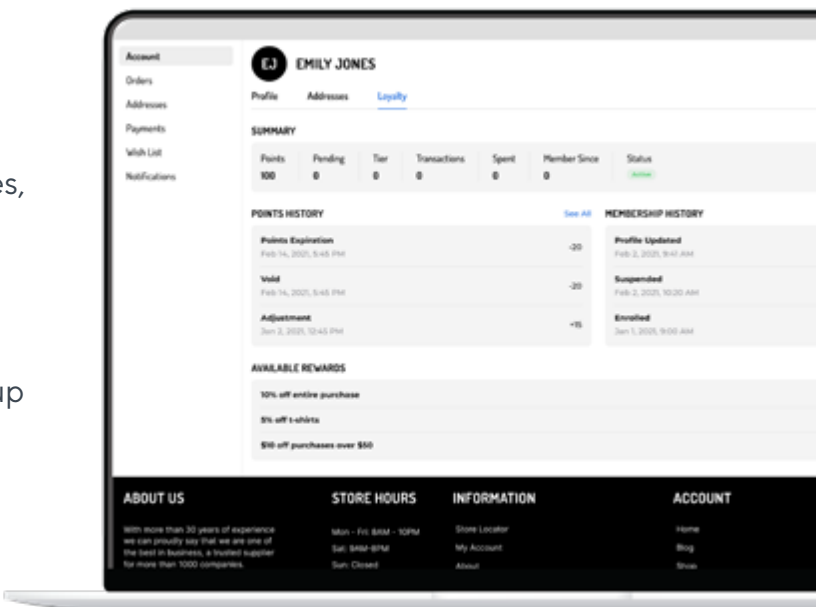 es,
up
Account
Orders
Addresses
Payments
Wish List
Notifications
EJ
EMILY JONES
Profile Addresses Loyalty
SUMMARY
Points Pending Tier Transactions Spent Member Since Status
100 0 0 0 0 0 Active
POINTS HISTORY See All
Points Expiration
Feb 14, 2021, 5:45 PM -20
Void
Feb 14, 2021, 5:45 PM -20
Adjustment
Jan 2, 2021, 12:45 PM +15
MEMBERSHIP HISTORY
Profile Updated
Feb 2, 2021, 9:41 AM
Suspended
Feb 2, 2021, 10:20 AM
Enrolled
Jan 1, 2021, 9:00 AM
AVAILABLE REWARDS
10% off entire purchase
5% off t-shirts
$10 off purchases over $50
ABOUT US
With more than 30 years of experience
we can proudly say that we are one of
the best in business, a trusted supplier
for more than 1000 companies.
STORE HOURS
Mon - Fri: 8AM - 10PM
Sat: 8AM-8PM
Sun: Closed
INFORMATION
Store Locator
My Account
About
ACCOUNT
Home
Blog
Shop